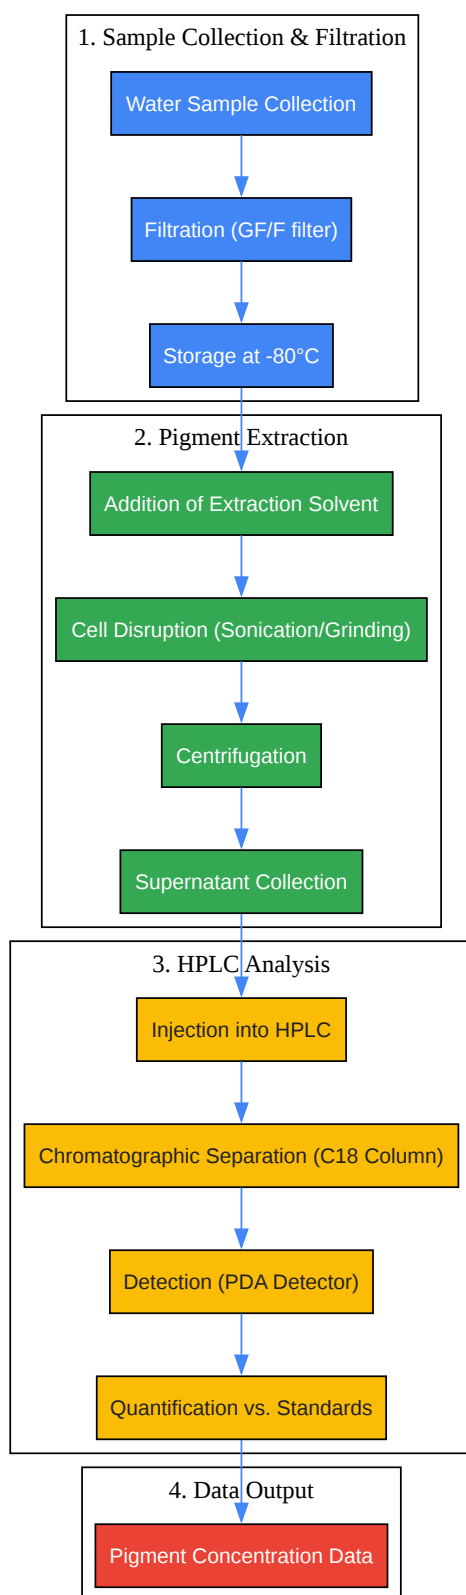 1. Sample Collection & Filtration
Water Sample Collection
Filtration (GF/F filter)
Storage at -80°C
2. Pigment Extraction
Addition of Extraction Solvent
Cell Disruption (Sonication/Grinding)
Centrifugation
Supernatant Collection
3. HPLC Analysis
Injection into HPLC
Chromatographic Separation (C18 Column)
Detection (PDA Detector)
Quantification vs. Standards
4. Data Output
Pigment Concentration Data